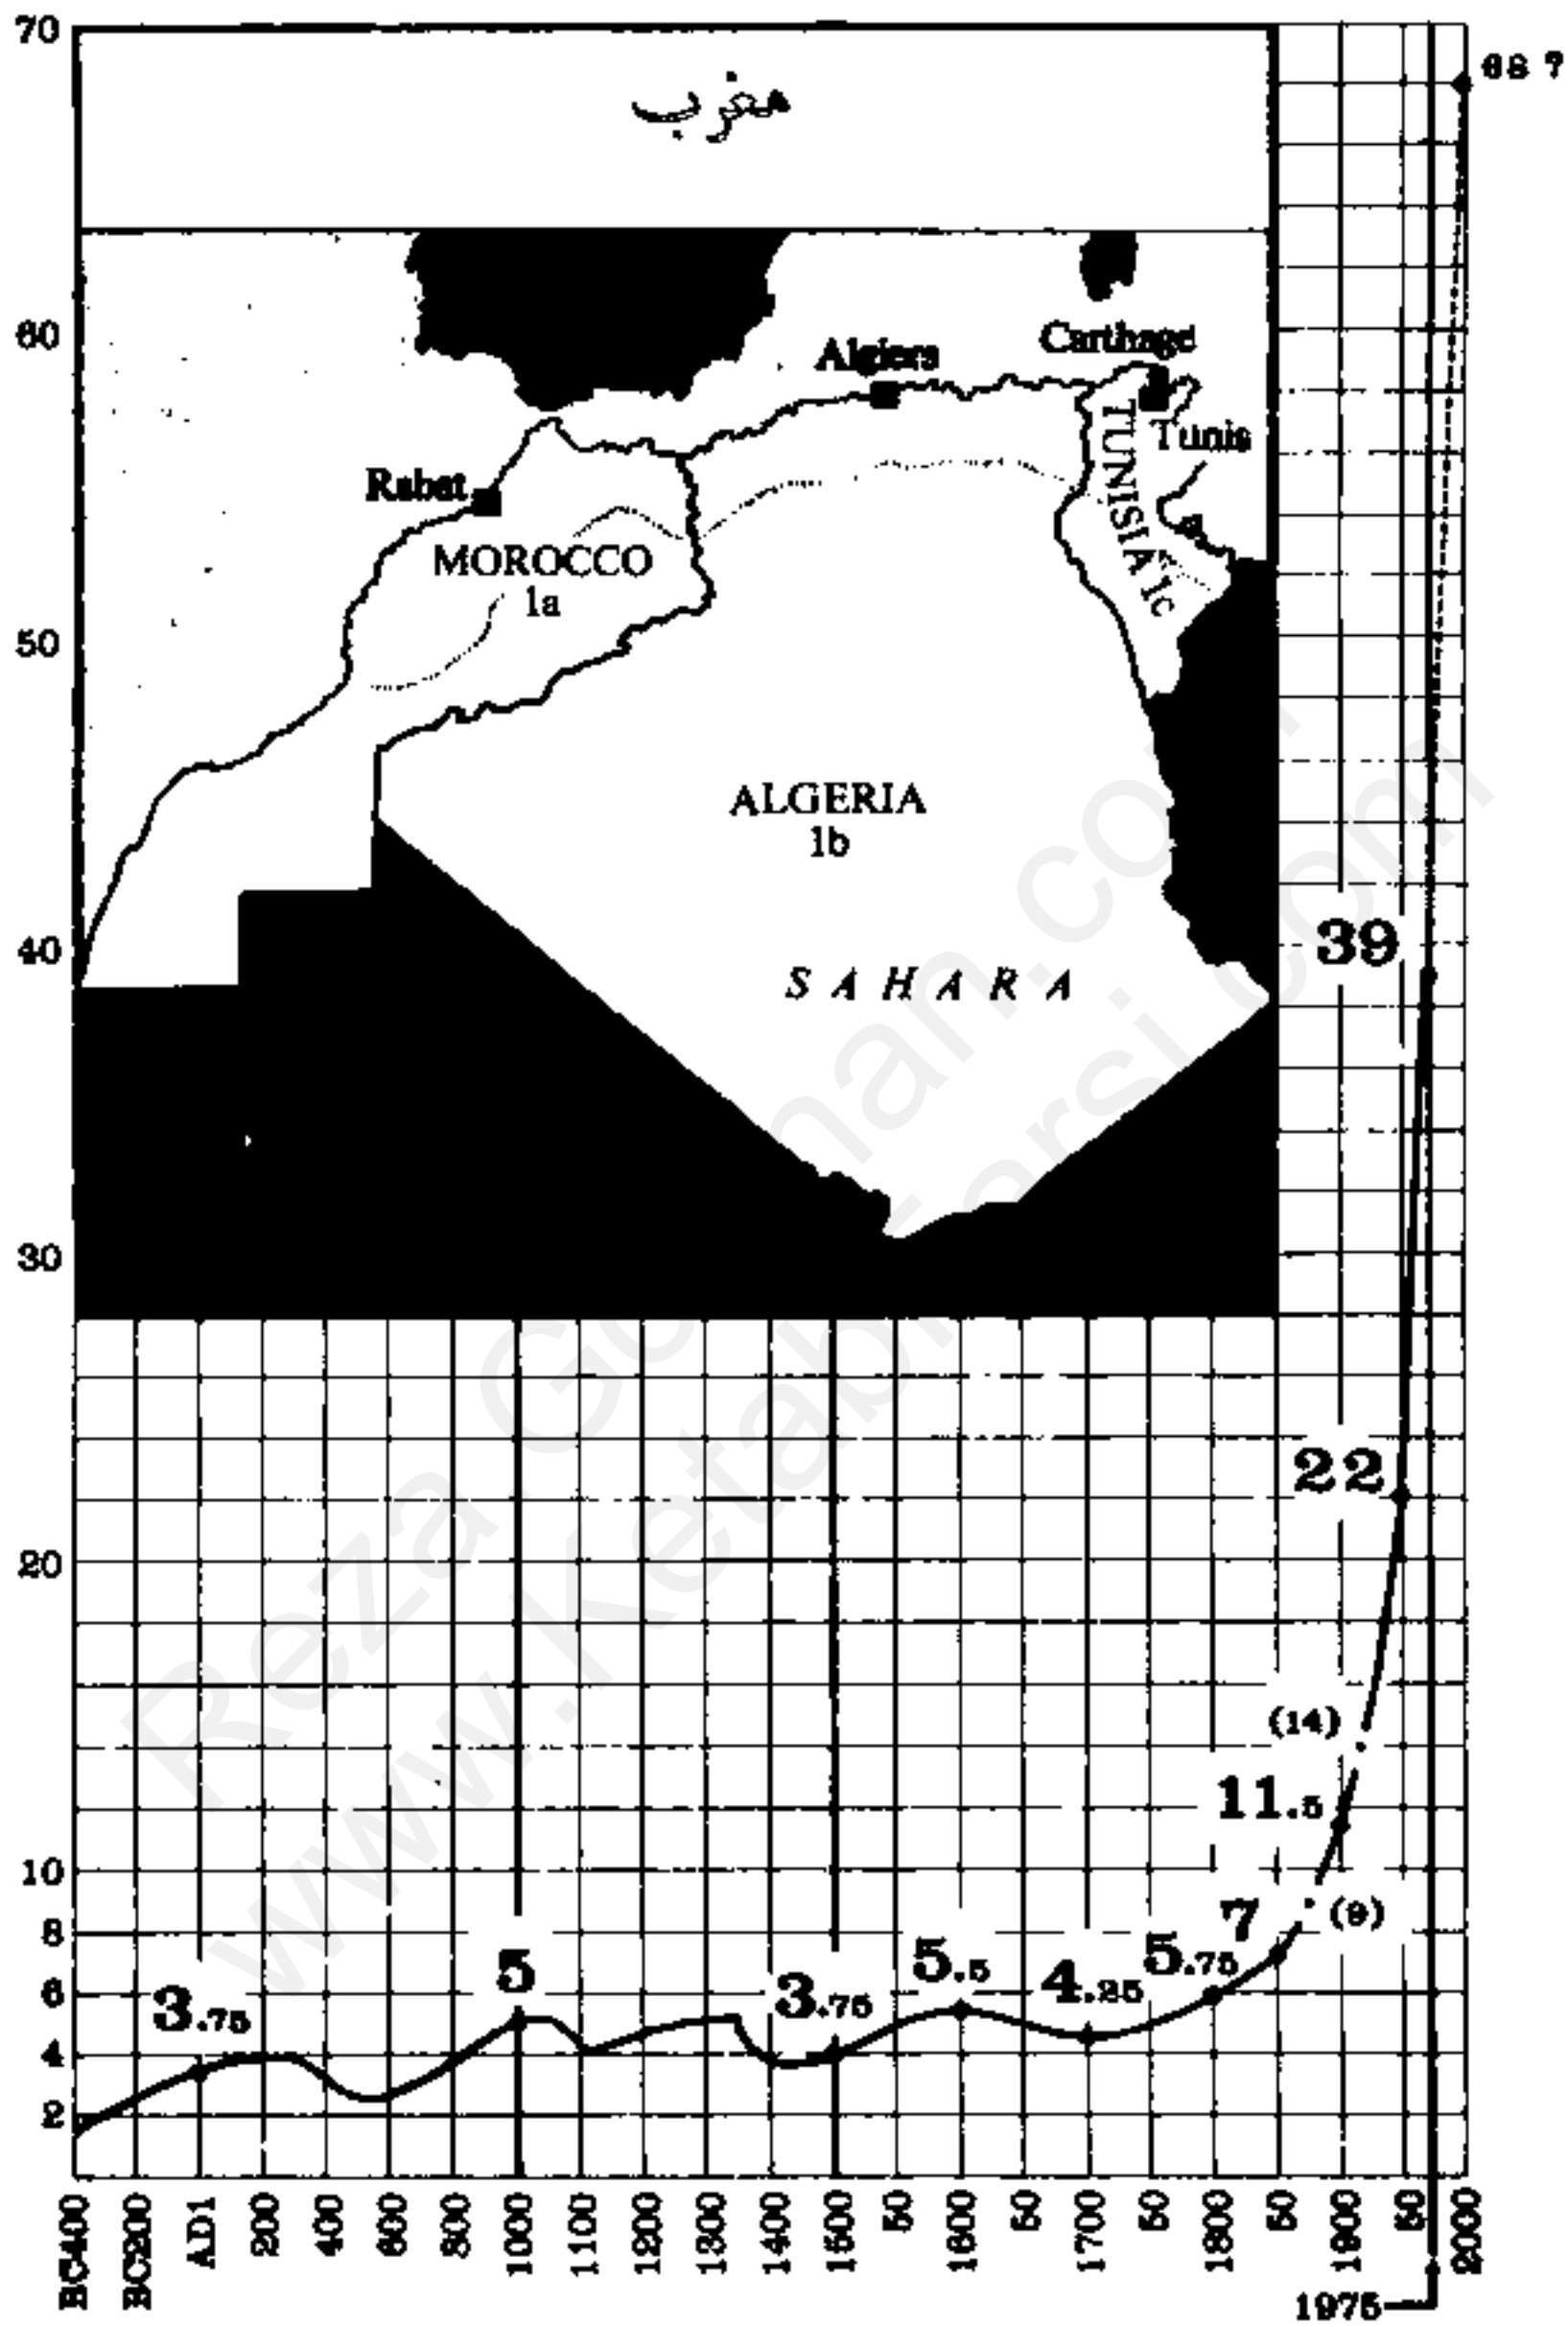 70
68 ?
مغرب
60
Algiers
Carthage
Tunis
TUNISIA 1c
Rabat
MOROCCO
1a
50
ALGERIA
1b
39
40
SAHARA
30
22
20
(14)
11.5
10
(9)
8
7
5.75
5.5
5
4.25
3.75
3.75
6
4
2
BC400 BC200 AD1 200 400 600 800 1000 1100 1200 1300 1400 1500 50 1600 50 1700 50 1800 50 1900 50 2000
1975
www.Ketab